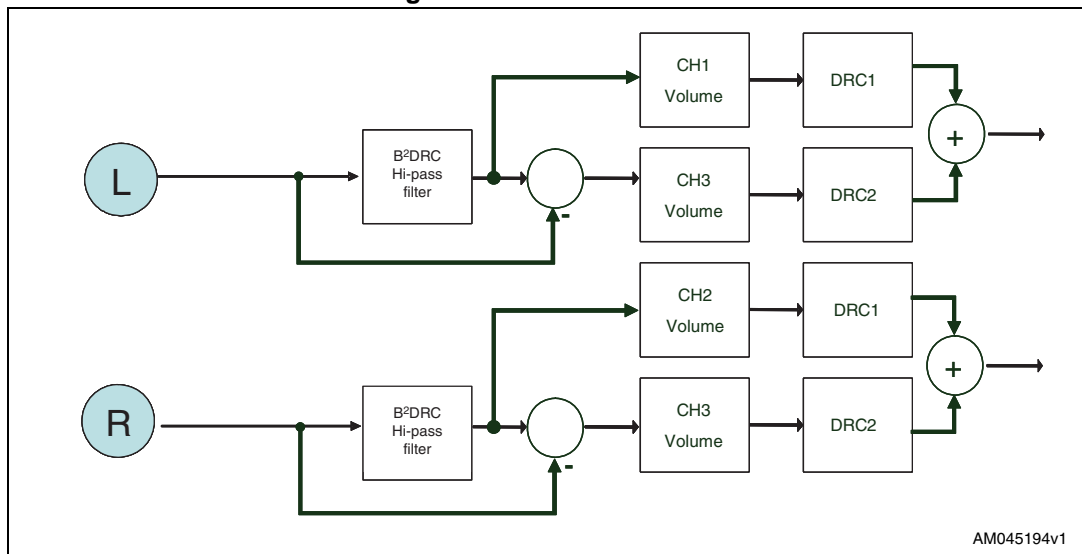 L
B²DRC
Hi-pass
filter
-
CH1
Volume
DRC1
CH3
Volume
DRC2
+
R
B²DRC
Hi-pass
filter
-
CH2
Volume
DRC1
CH3
Volume
DRC2
+
AM045194v1